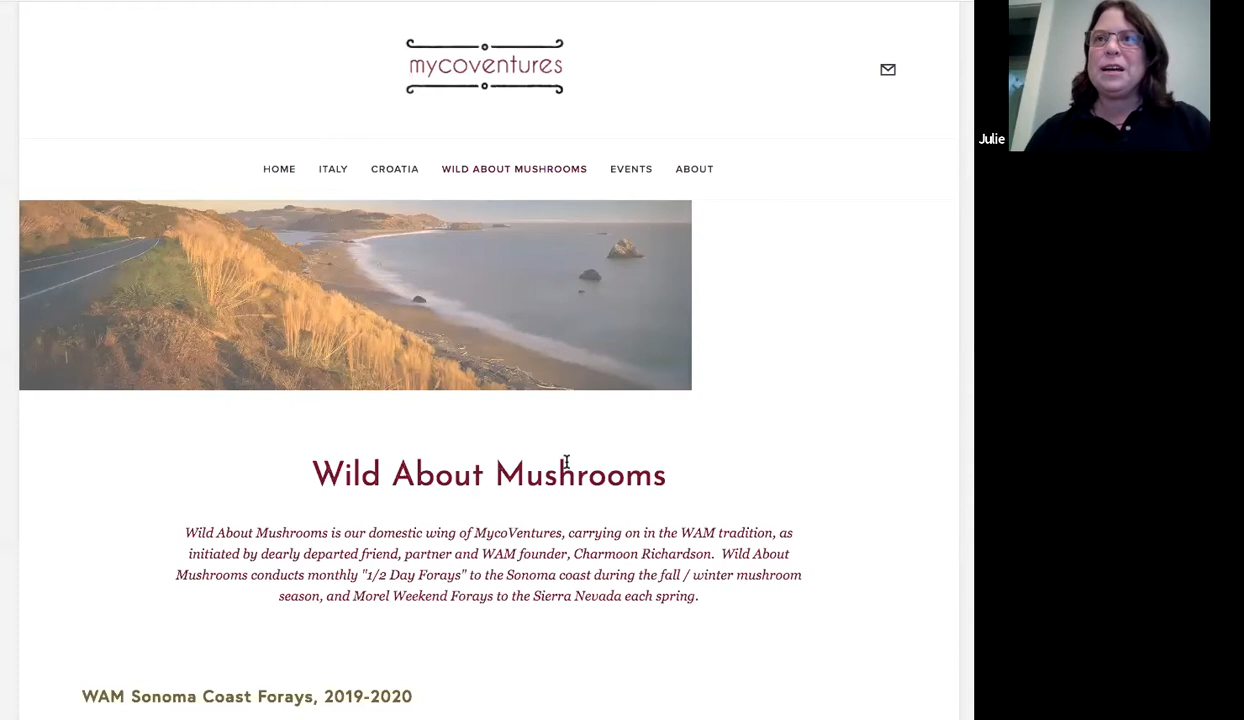 mycoventures
Julie
HOME ITALY CROATIA WILD ABOUT MUSHROOMS EVENTS ABOUT
Wild About Mushrooms
Wild About Mushrooms is our domestic wing of MycoVentures, carrying on in the WAM tradition, as
initiated by dearly departed friend, partner and WAM founder, Charmoon Richardson. Wild About
Mushrooms conducts monthly "1/2 Day Forays" to the Sonoma coast during the fall / winter mushroom
season, and Morel Weekend Forays to the Sierra Nevada each spring.
WAM Sonoma Coast Forays, 2019-2020